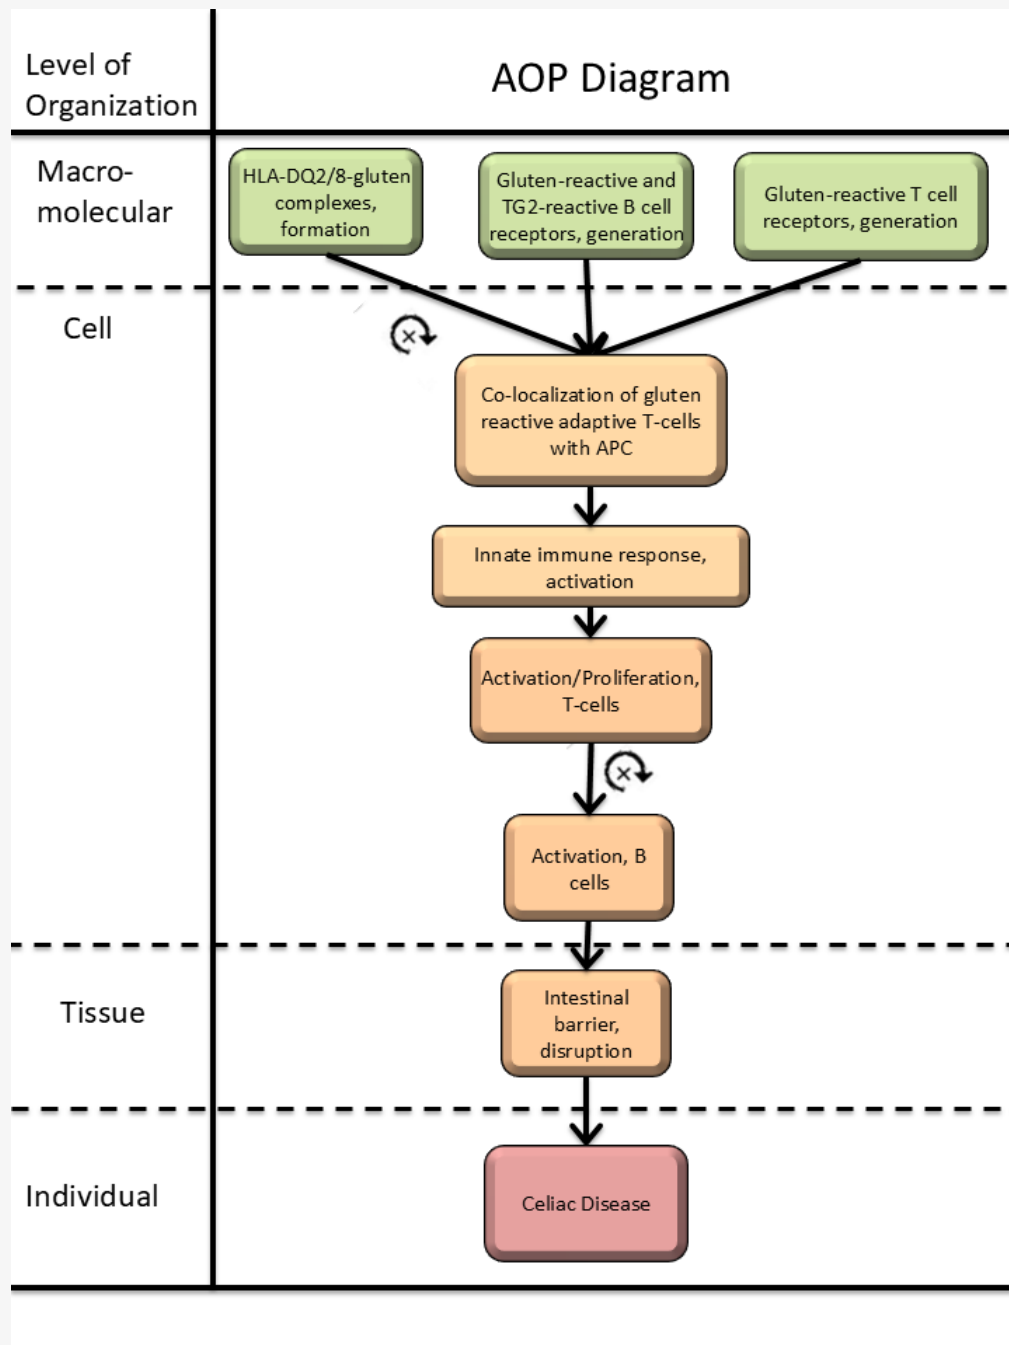 Level of
Organization
AOP Diagram
Macro-
molecular
HLA-DQ2/8-gluten
complexes,
formation
Gluten-reactive and
TG2-reactive B cell
receptors, generation
Gluten-reactive T cell
receptors, generation
Cell
×
Co-localization of gluten
reactive adaptive T-cells
with APC
Innate immune response,
activation
Activation/Proliferation,
T-cells
×
Activation, B
cells
Tissue
Intestinal
barrier,
disruption
Individual
Celiac Disease